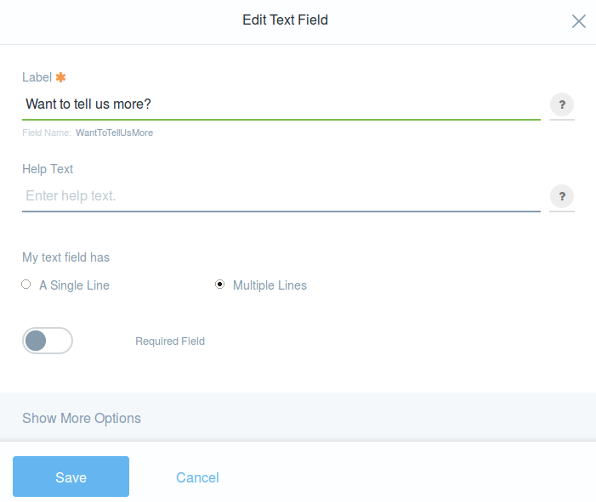 Edit Text Field
Label ✱
Want to tell us more?
?
Field Name: WantToTellUsMore
Help Text
Enter help text.
?
My text field has
A Single Line
Multiple Lines
Required Field
Show More Options
Save
Cancel